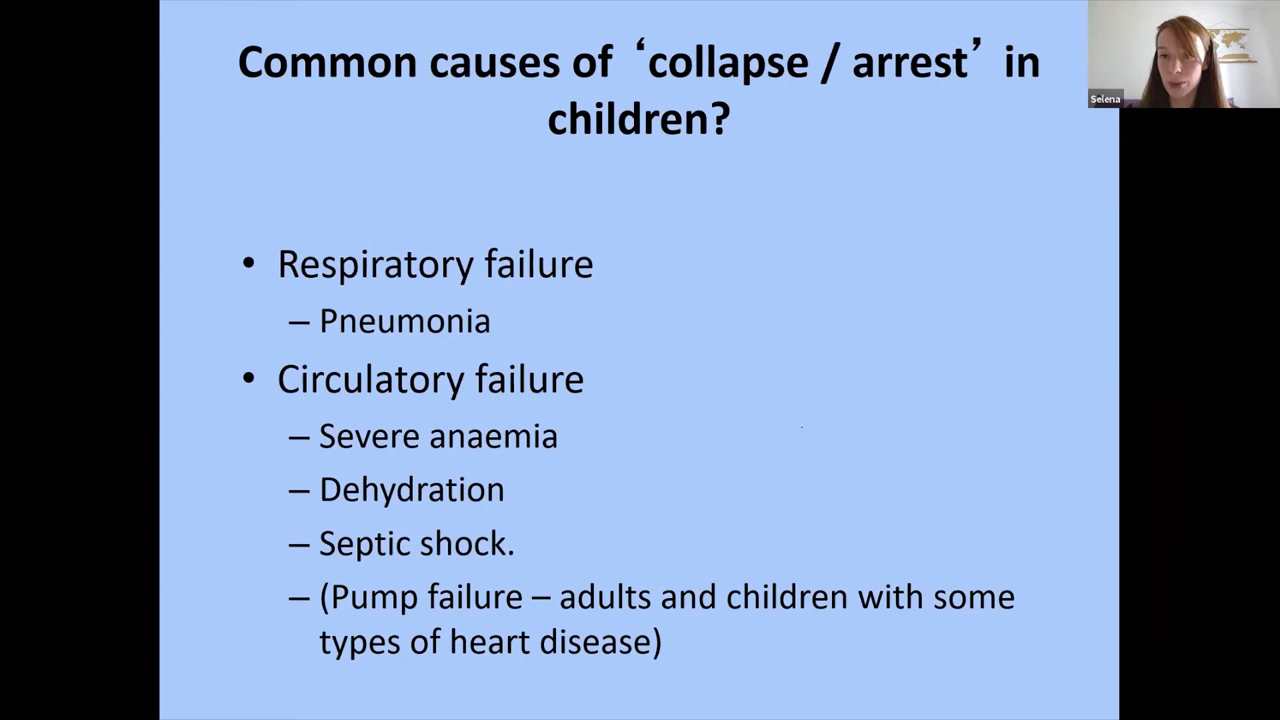 Common causes of ‘collapse / arrest’ in
children?
Selena
• Respiratory failure
– Pneumonia
• Circulatory failure
– Severe anaemia
– Dehydration
– Septic shock.
– (Pump failure – adults and children with some
types of heart disease)